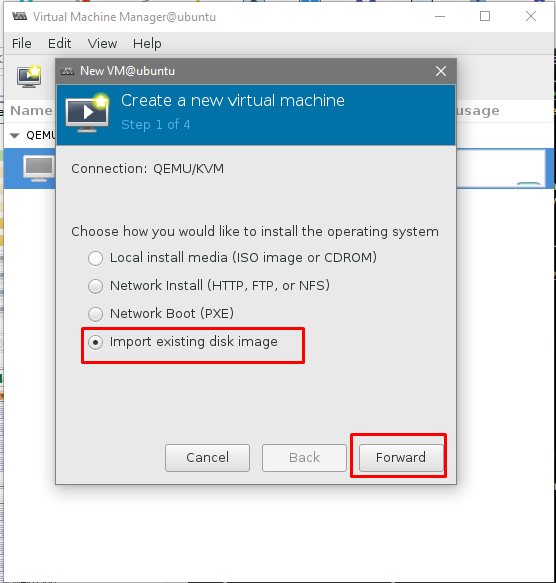 Virtual Machine Manager@ubuntu
File Edit View Help
New VM@ubuntu
Create a new virtual machine
Step 1 of 4
Name
usage
QEMU
Connection: QEMU/KVM
Choose how you would like to install the operating system
Local install media (ISO image or CDROM)
Network Install (HTTP, FTP, or NFS)
Network Boot (PXE)
Import existing disk image
Cancel Back Forward